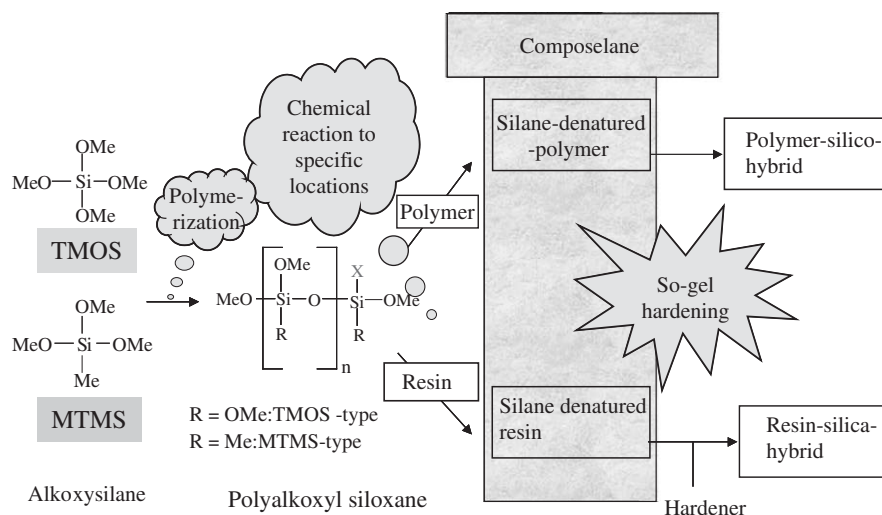 Composelane
Chemical
reaction to
specific
locations
Silane-denatured
-polymer
Polymer-silico-
hybrid
OMe
MeO—Si—OMe
OMe
TMOS
Polyme-
rization
Polymer
So-gel
hardening
OMe
X
MeO—Si—O—Si—OMe
R
R
n
OMe
MeO—Si—OMe
Me
MTMS
Resin
R = OMe:TMOS -type
R = Me:MTMS-type
Silane denatured
resin
Resin-silica-
hybrid
Alkoxysilane
Polyalkoxyl siloxane
Hardener